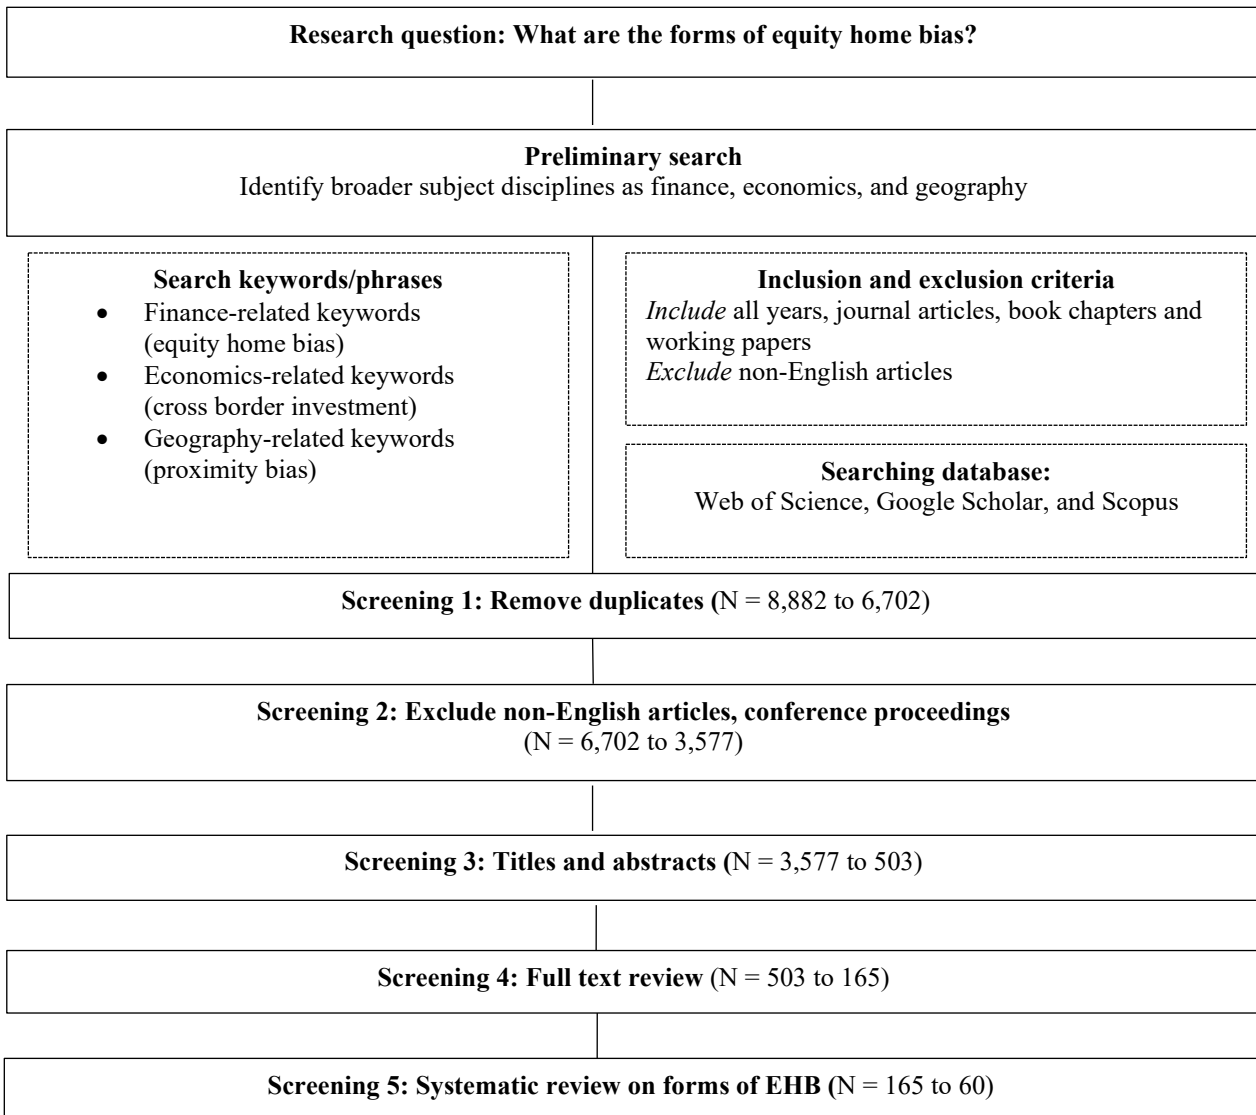 Research question: What are the forms of equity home bias?
Preliminary search
Identify broader subject disciplines as finance, economics, and geography
Search keywords/phrases
• Finance-related keywords
(equity home bias)
• Economics-related keywords
(cross border investment)
• Geography-related keywords
(proximity bias)
Inclusion and exclusion criteria
Include all years, journal articles, book chapters and
working papers
Exclude non-English articles
Searching database:
Web of Science, Google Scholar, and Scopus
Screening 1: Remove duplicates (N = 8,882 to 6,702)
Screening 2: Exclude non-English articles, conference proceedings
(N = 6,702 to 3,577)
Screening 3: Titles and abstracts (N = 3,577 to 503)
Screening 4: Full text review (N = 503 to 165)
Screening 5: Systematic review on forms of EHB (N = 165 to 60)